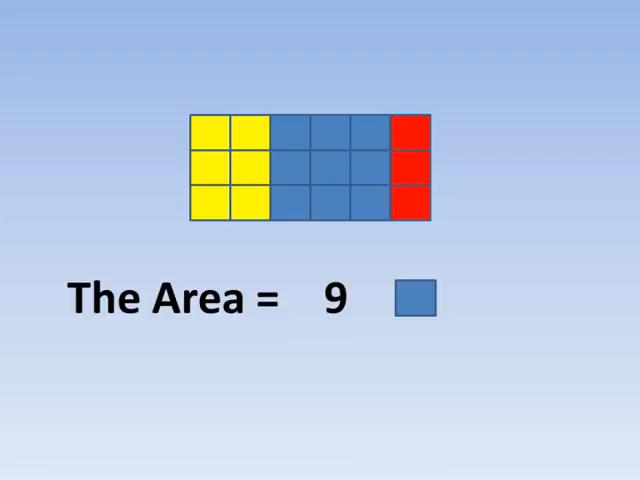 The Area = 9